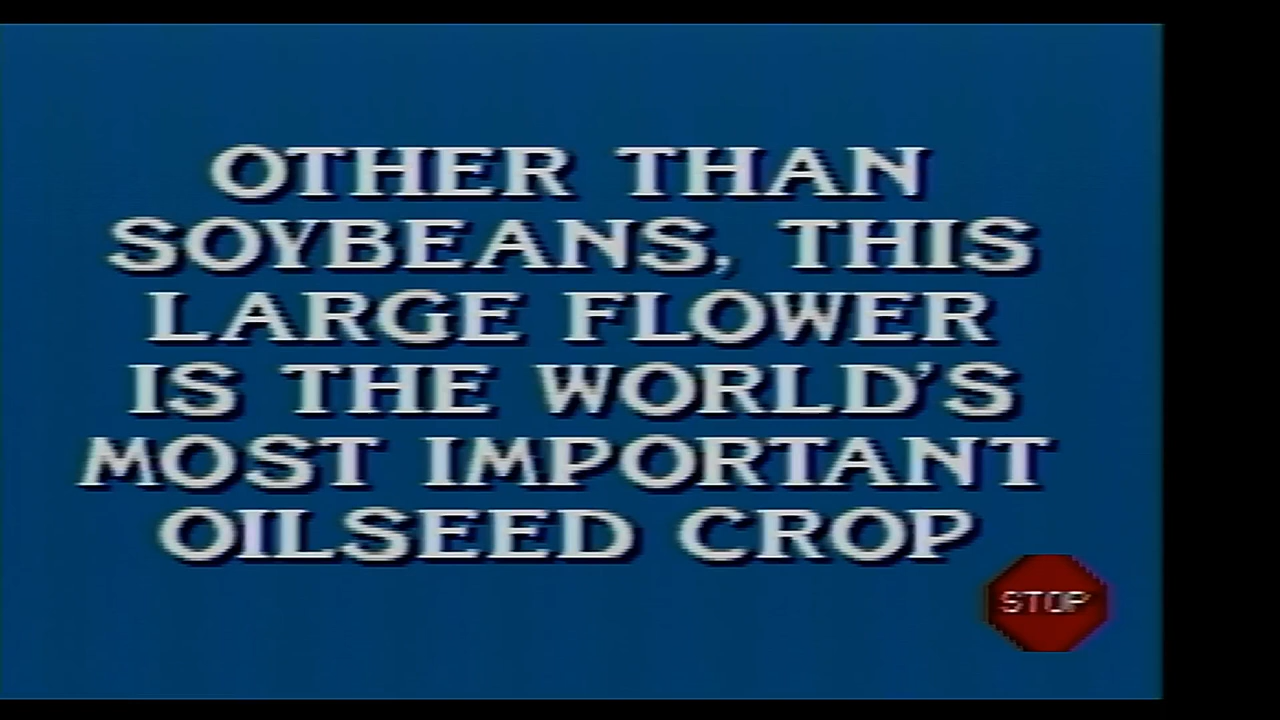 OTHER THAN
SOYBEANS, THIS
LARGE FLOWER
IS THE WORLD'S
MOST IMPORTANT
OILSEED CROP
STOP